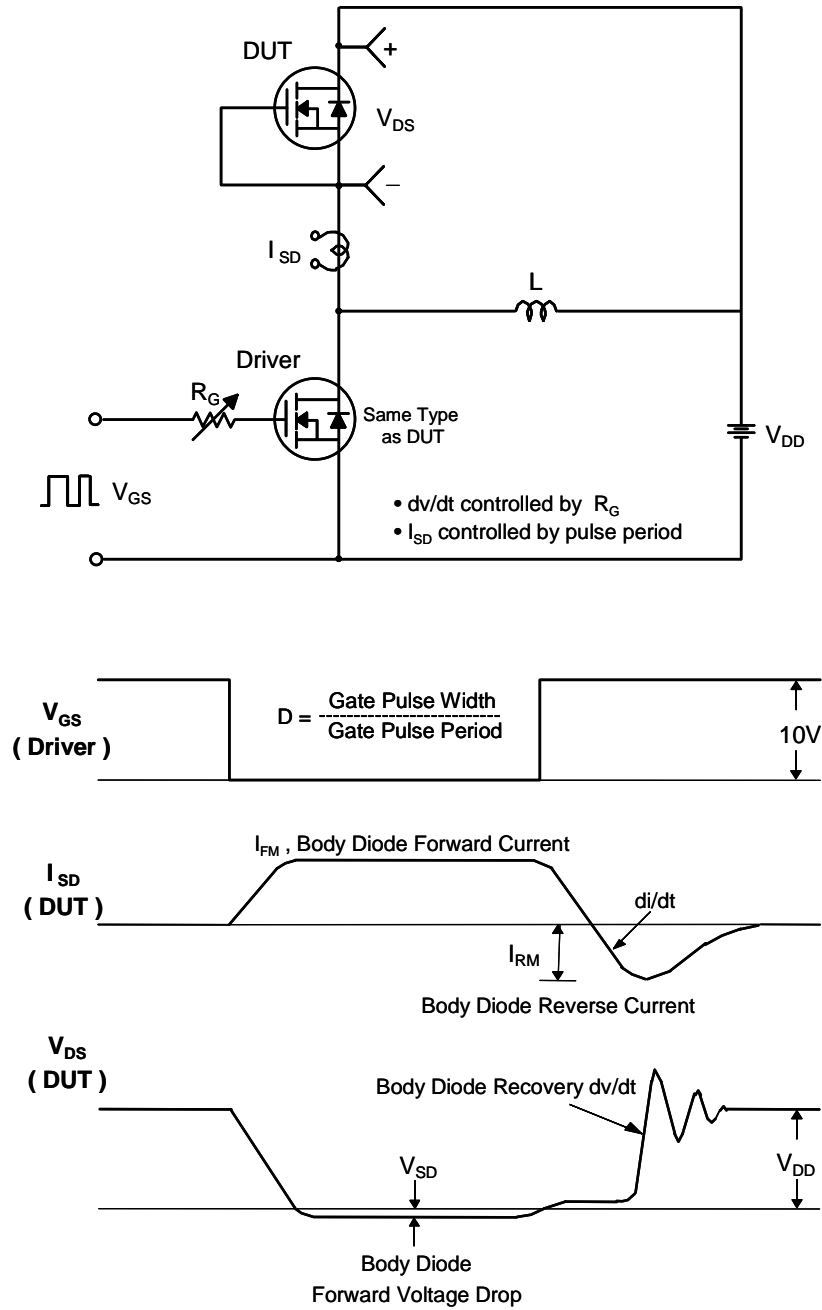 DUT
+
V_DS
–
I_SD
L
Driver
R_G
Same Type
as DUT
V_DD
V_GS
• dv/dt controlled by R_G
• I_SD controlled by pulse period
V_GS
( Driver )
D = Gate Pulse Width
Gate Pulse Period
10V
I_FM , Body Diode Forward Current
I_SD
( DUT )
di/dt
I_RM
Body Diode Reverse Current
V_DS
( DUT )
Body Diode Recovery dv/dt
V_SD
V_DD
Body Diode
Forward Voltage Drop